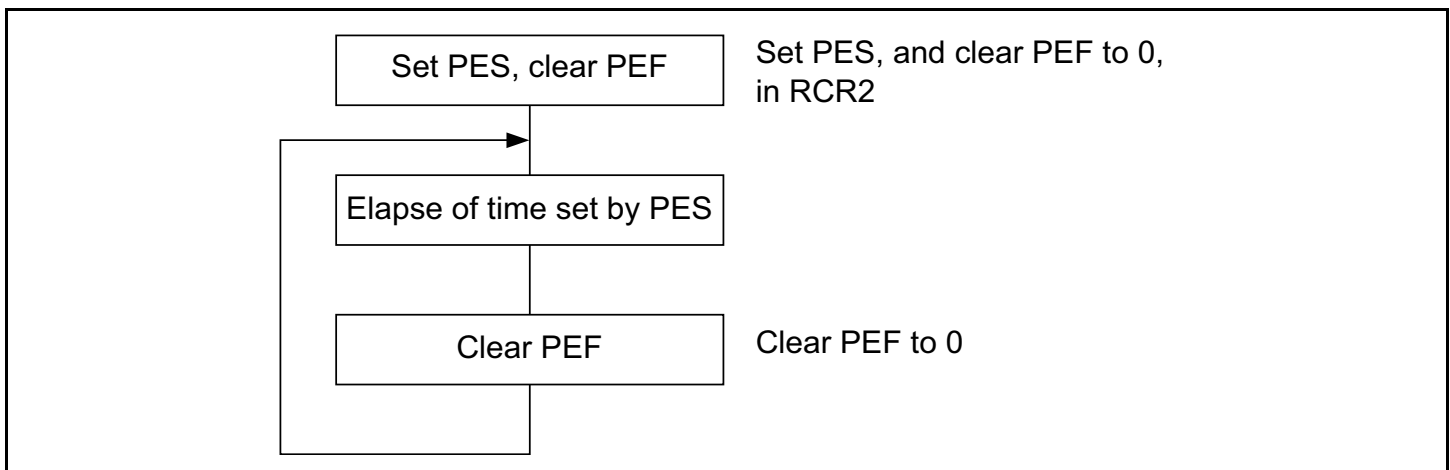 Set PES, clear PEF
Set PES, and clear PEF to 0,
in RCR2
Elapse of time set by PES
Clear PEF
Clear PEF to 0